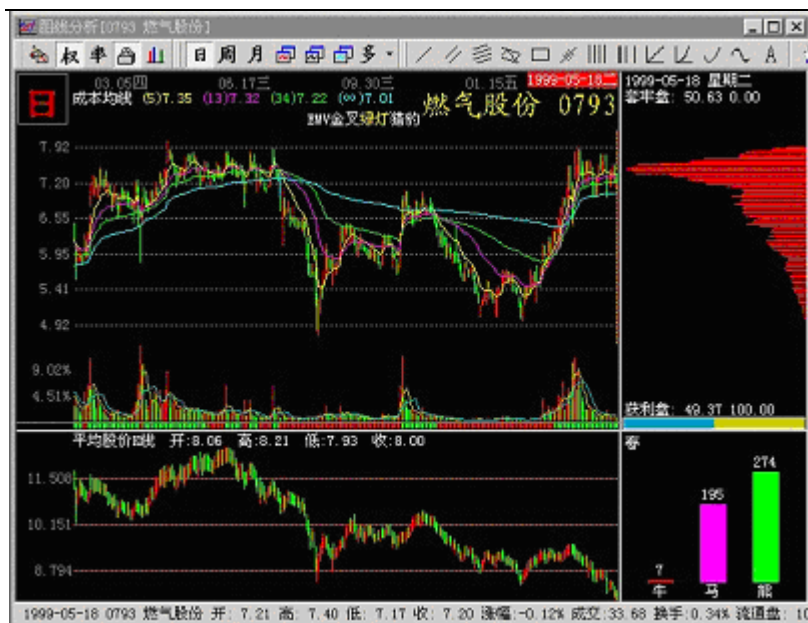 图线分析[0793 燃气股份]
权 日 周 月 多 A
03.05四 06.17三 09.30三 01.15五 1999-05-18二
1999-05-18 星期二
日
成本均线 (5)7.35 (13)7.32 (34)7.22 (∞)7.01
套牢盘: 50.63 0.00
燃气股份 0793
EMV金叉绿灯猎豹
7.92
7.20
6.55
5.95
5.41
4.92
9.02%
4.51%
获利盘: 49.37 100.00
平均股价日线 开:8.06 高:8.21 低:7.93 收:8.00
11.508
10.151
8.794
春
274
195
7
牛 马 熊
1999-05-18 0793 燃气股份 开: 7.21 高: 7.40 低: 7.17 收: 7.20 涨幅:-0.12% 成交:33.68 换手:0.34% 流通盘: 10